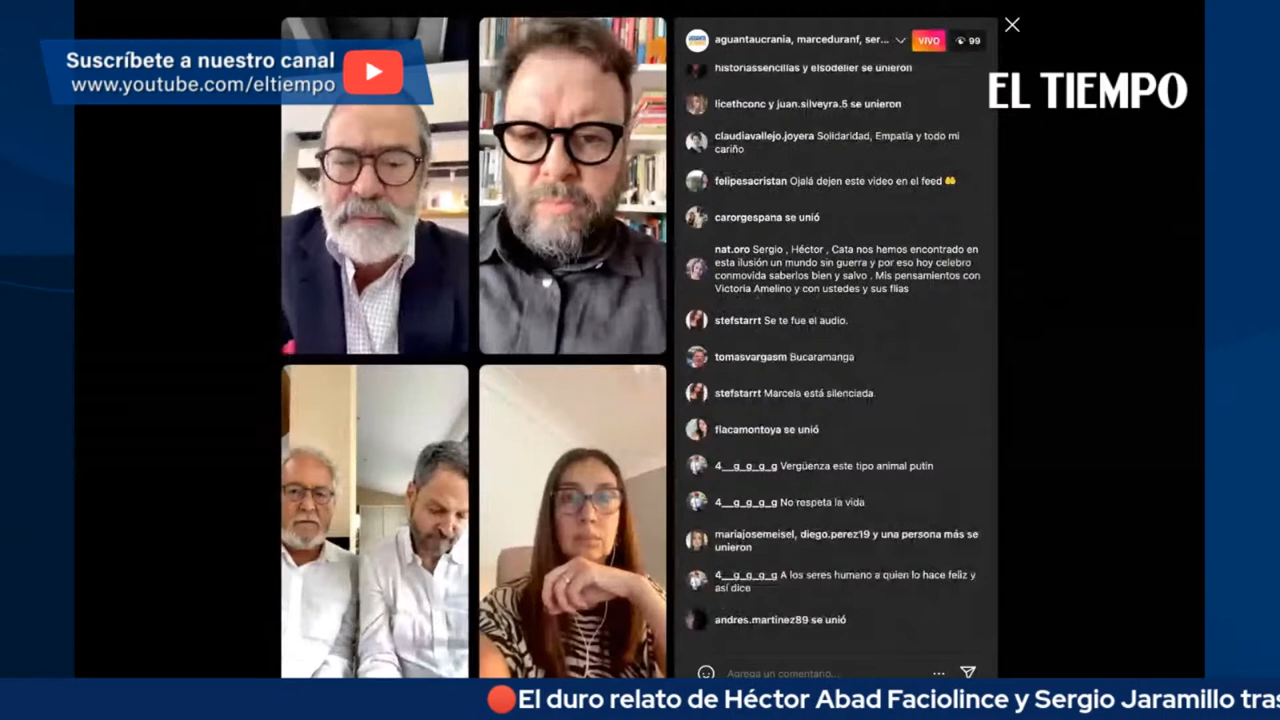 Suscríbete a nuestro canal
www.youtube.com/eltiempo
aguantaucrania, marceduranf, ser...
VIVO
99
EL TIEMPO
historiassencillas y elsodelier se unieron
licethconc y juan.silveyra.5 se unieron
claudiavallejo.joyera Solidaridad, Empatía y todo mi
cariño
felipesacristan Ojalá dejen este video en el feed 🤲
carorgespana se unió
nat.oro Sergio , Héctor , Cata nos hemos encontrado en
esta ilusión un mundo sin guerra y por eso hoy celebro
conmovida saberlos bien y salvo . Mis pensamientos con
Victoria Amelino y con ustedes y sus flias
stefstarrt Se te fue el audio.
tomasvargasm Bucaramanga
stefstarrt Marcela está silenciada
flacamontoya se unió
4__g_g_g_g Vergüenza este tipo animal putin
4__g_g_g_g No respeta la vida
mariajosemeisel, diego.perez19 y una persona más se
unieron
4__g_g_g_g A los seres humano a quien lo hace feliz y
así dice
andres.martinez89 se unió
Agrega un comentario...
🔴El duro relato de Héctor Abad Faciolince y Sergio Jaramillo tras